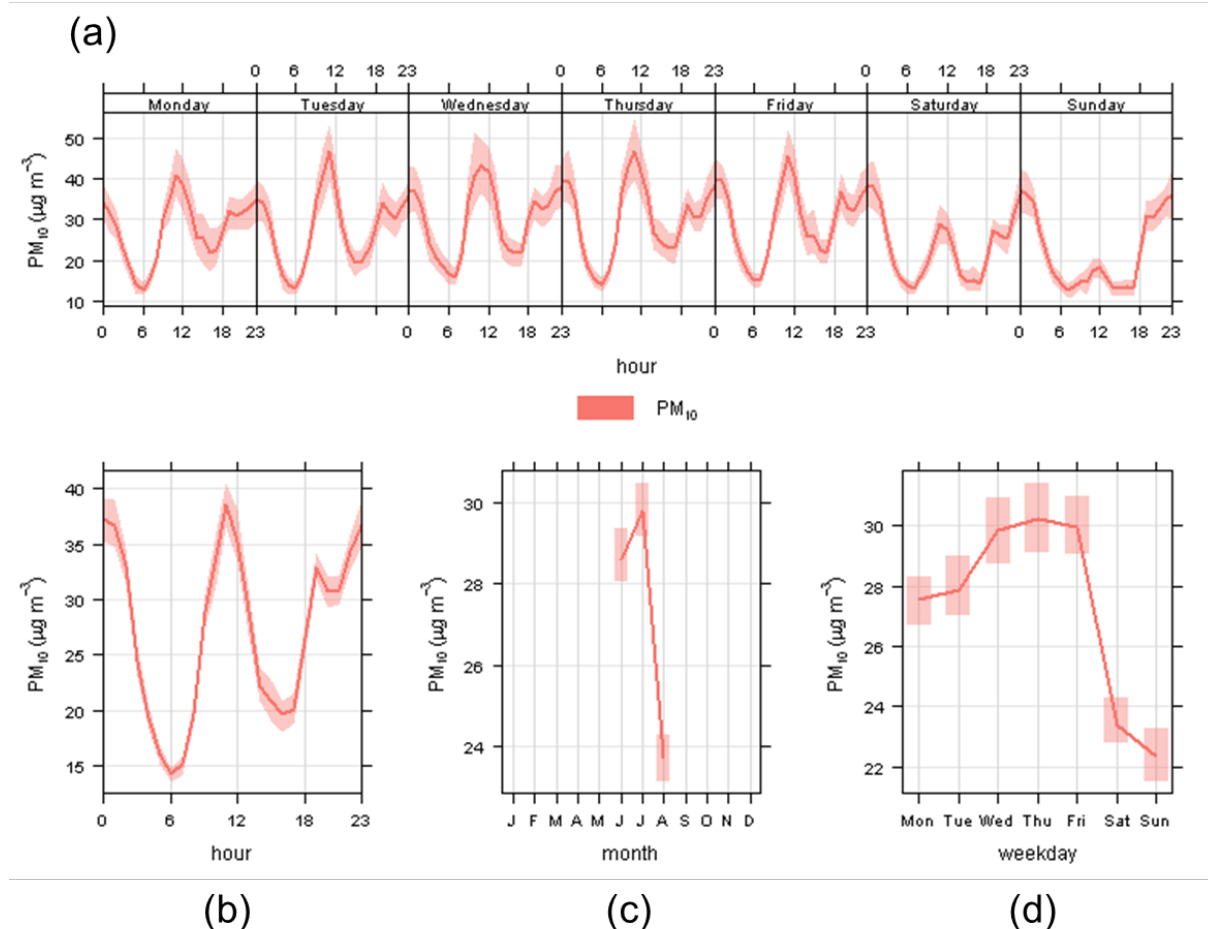 (a)
0 6 12 18 23 0 6 12 18 23 0 6 12 18 23
Monday Tuesday Wednesday Thursday Friday Saturday Sunday
50
40
30
20
10
PM₁₀ (µg m⁻³)
0 6 12 18 23 0 6 12 18 23 0 6 12 18 23 0 6 12 18 23
hour
PM₁₀
40
35
30
25
20
15
PM₁₀ (µg m⁻³)
0 6 12 18 23
hour
30
28
26
24
PM₁₀ (µg m⁻³)
J F M A M J J A S O N D
month
30
28
26
24
22
PM₁₀ (µg m⁻³)
Mon Tue Wed Thu Fri Sat Sun
weekday
(b) (c) (d)